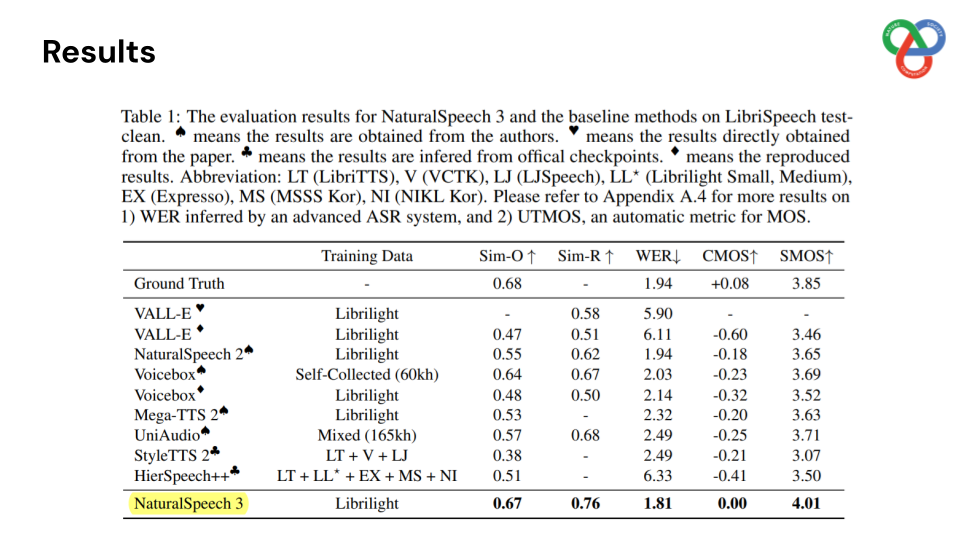 Results
NATURE
SOCIETY
COMPUTATION
Table 1: The evaluation results for NaturalSpeech 3 and the baseline methods on LibriSpeech test-
clean. ♠ means the results are obtained from the authors. ♥ means the results directly obtained
from the paper. ♣ means the results are infered from offical checkpoints. ♦ means the reproduced
results. Abbreviation: LT (LibriTTS), V (VCTK), LJ (LJSpeech), LL* (Librilight Small, Medium),
EX (Expresso), MS (MSSS Kor), NI (NIKL Kor). Please refer to Appendix A.4 for more results on
1) WER inferred by an advanced ASR system, and 2) UTMOS, an automatic metric for MOS.
Training Data Sim-O ↑ Sim-R ↑ WER↓ CMOS↑ SMOS↑
Ground Truth - 0.68 - 1.94 +0.08 3.85
VALL-E ♥ Librilight - 0.58 5.90 - -
VALL-E ♦ Librilight 0.47 0.51 6.11 -0.60 3.46
NaturalSpeech 2♠ Librilight 0.55 0.62 1.94 -0.18 3.65
Voicebox♠ Self-Collected (60kh) 0.64 0.67 2.03 -0.23 3.69
Voicebox♦ Librilight 0.48 0.50 2.14 -0.32 3.52
Mega-TTS 2♠ Librilight 0.53 - 2.32 -0.20 3.63
UniAudio♠ Mixed (165kh) 0.57 0.68 2.49 -0.25 3.71
StyleTTS 2♣ LT + V + LJ 0.38 - 2.49 -0.21 3.07
HierSpeech++♣ LT + LL* + EX + MS + NI 0.51 - 6.33 -0.41 3.50
NaturalSpeech 3 Librilight 0.67 0.76 1.81 0.00 4.01